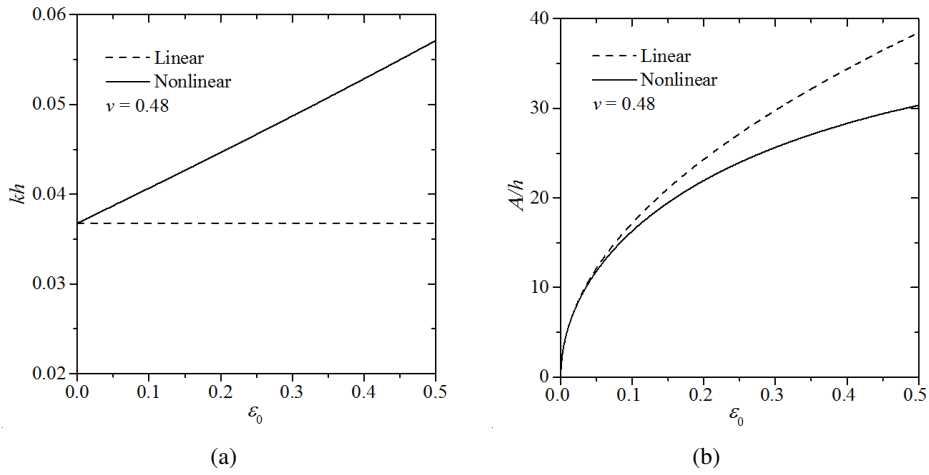 0.06
0.05
0.04
0.03
0.02
kh
Linear
Nonlinear
v = 0.48
0.0 0.1 0.2 0.3 0.4 0.5
ε0
(a)
40
30
20
10
0
A/h
Linear
Nonlinear
v = 0.48
0.0 0.1 0.2 0.3 0.4 0.5
ε0
(b)